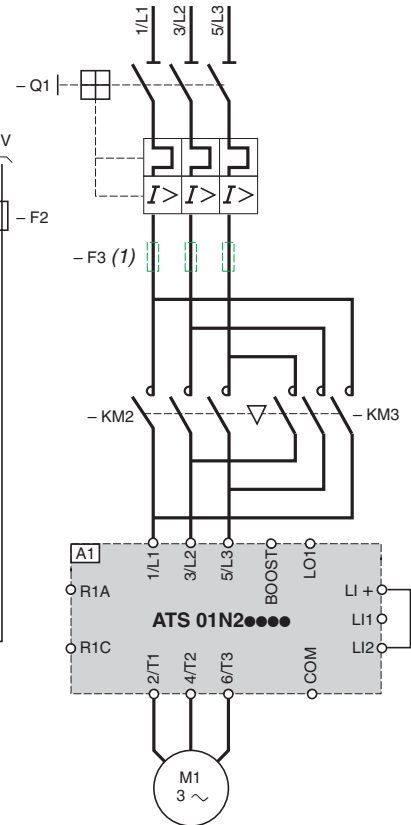 1/L1 3/L2 5/L3
– Q1
V
I> I> I>
– F2
– F3 (1)
– KM2
– KM3
A1
1/L1 3/L2 5/L3 BOOST LO1
R1A
LI +
ATS 01N2●●●●
LI1
R1C
LI2
2/T1 4/T2 6/T3 COM
M1
3 ~